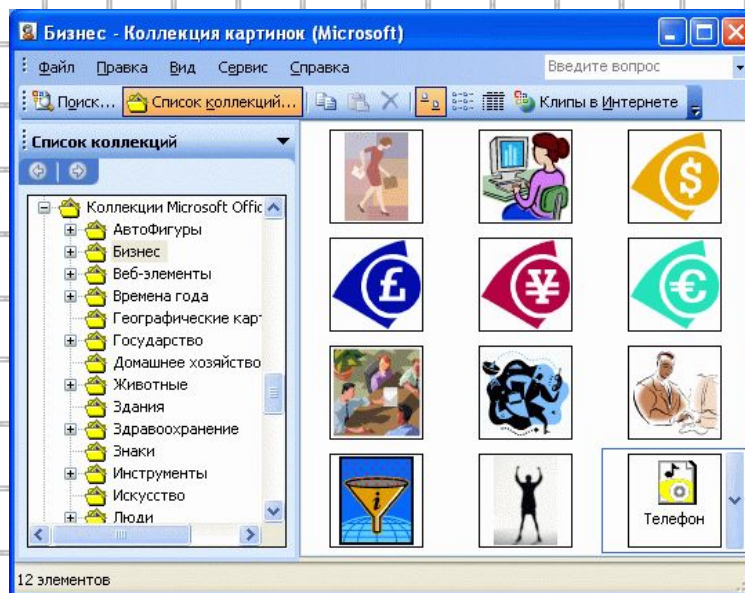 Бизнес - Коллекция картинок (Microsoft)
Файл Правка Вид Сервис Справка Введите вопрос
Поиск... Список коллекций... Клипы в Интернете
Список коллекций
Коллекции Microsoft Offic
АвтоФигуры
Бизнес
Веб-элементы
Времена года
Географические кар
Государство
Домашнее хозяйство
Животные
Здания
Здравоохранение
Знаки
Инструменты
Искусство
Люди
$
£ ¥ €
i
Телефон
12 элементов